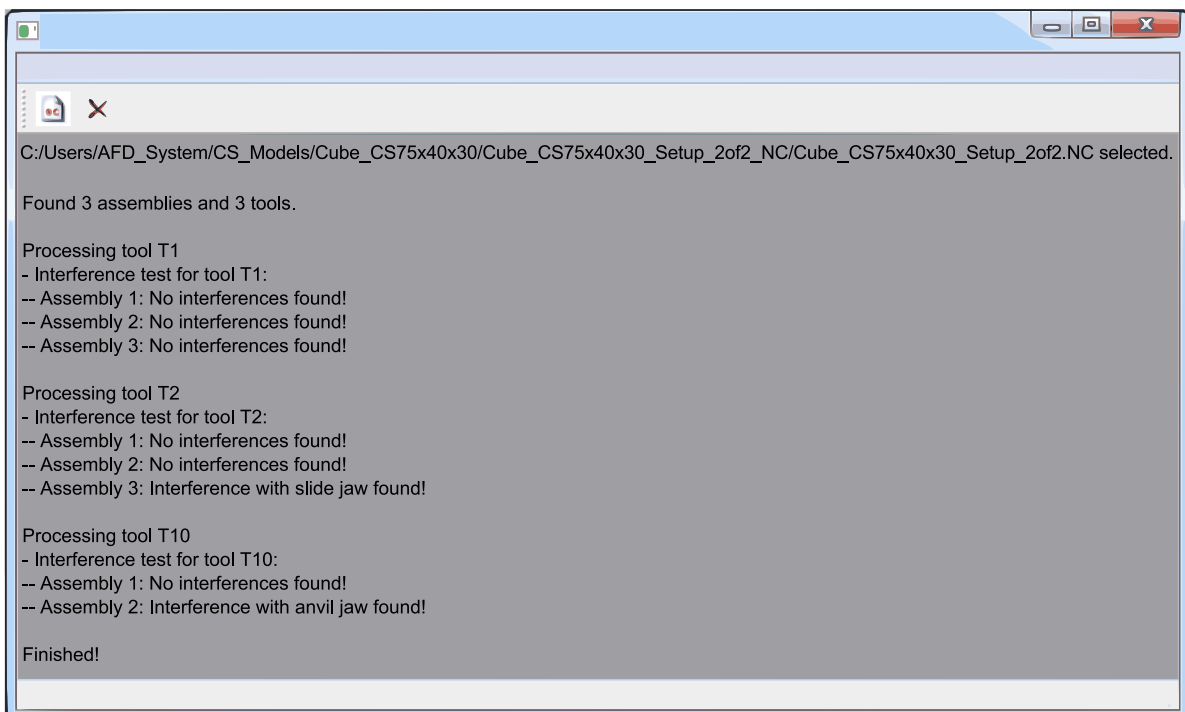 C:/Users/AFD_System/CS_Models/Cube_CS75x40x30/Cube_CS75x40x30_Setup_2of2_NC/Cube_CS75x40x30_Setup_2of2.NC selected.
Found 3 assemblies and 3 tools.
Processing tool T1
- Interference test for tool T1:
-- Assembly 1: No interferences found!
-- Assembly 2: No interferences found!
-- Assembly 3: No interferences found!
Processing tool T2
- Interference test for tool T2:
-- Assembly 1: No interferences found!
-- Assembly 2: No interferences found!
-- Assembly 3: Interference with slide jaw found!
Processing tool T10
- Interference test for tool T10:
-- Assembly 1: No interferences found!
-- Assembly 2: Interference with anvil jaw found!
Finished!